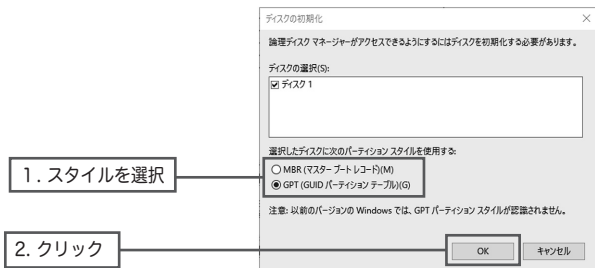 ディスクの初期化
論理ディスク マネージャーがアクセスできるようにするにはディスクを初期化する必要があります。
ディスクの選択(S):
ディスク 1
選択したディスクに次のパーティション スタイルを使用する:
1. スタイルを選択
MBR (マスター ブート レコード)(M)
GPT (GUID パーティション テーブル)(G)
注意: 以前のバージョンの Windows では、GPT パーティション スタイルが認識されません。
2. クリック
OK
キャンセル